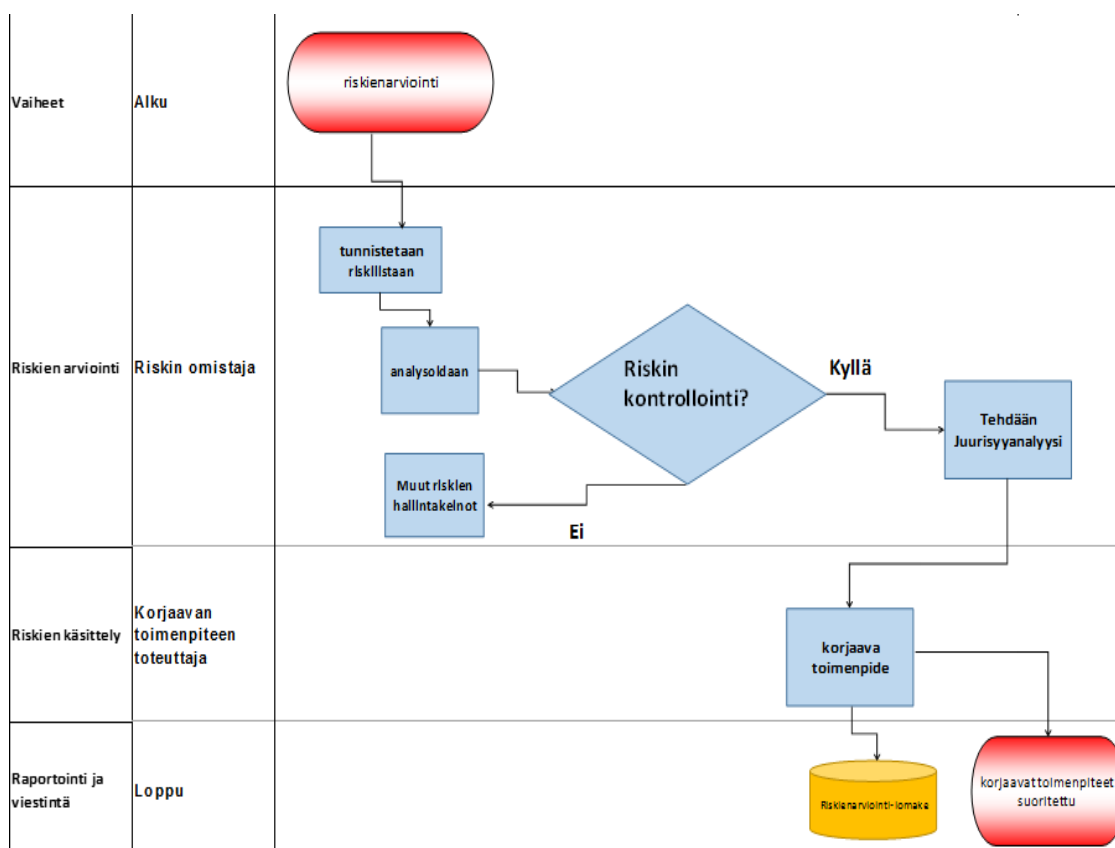 Vaiheet
Alku
riskienarviointi
Riskien arviointi
Riskin omistaja
tunnistetaan
riskilistaan
analysoidaan
Riskin
kontrollointi?
Kyllä
Tehdään
Juurisyyanalyysi
Muut riskien
hallintakeinot
Ei
Riskien käsittely
Korjaavan
toimenpiteen
toteuttaja
korjaava
toimenpide
Raportointi ja
viestintä
Loppu
Riskienarviointi-lomake
korjaavat toimenpiteet
suoritettu